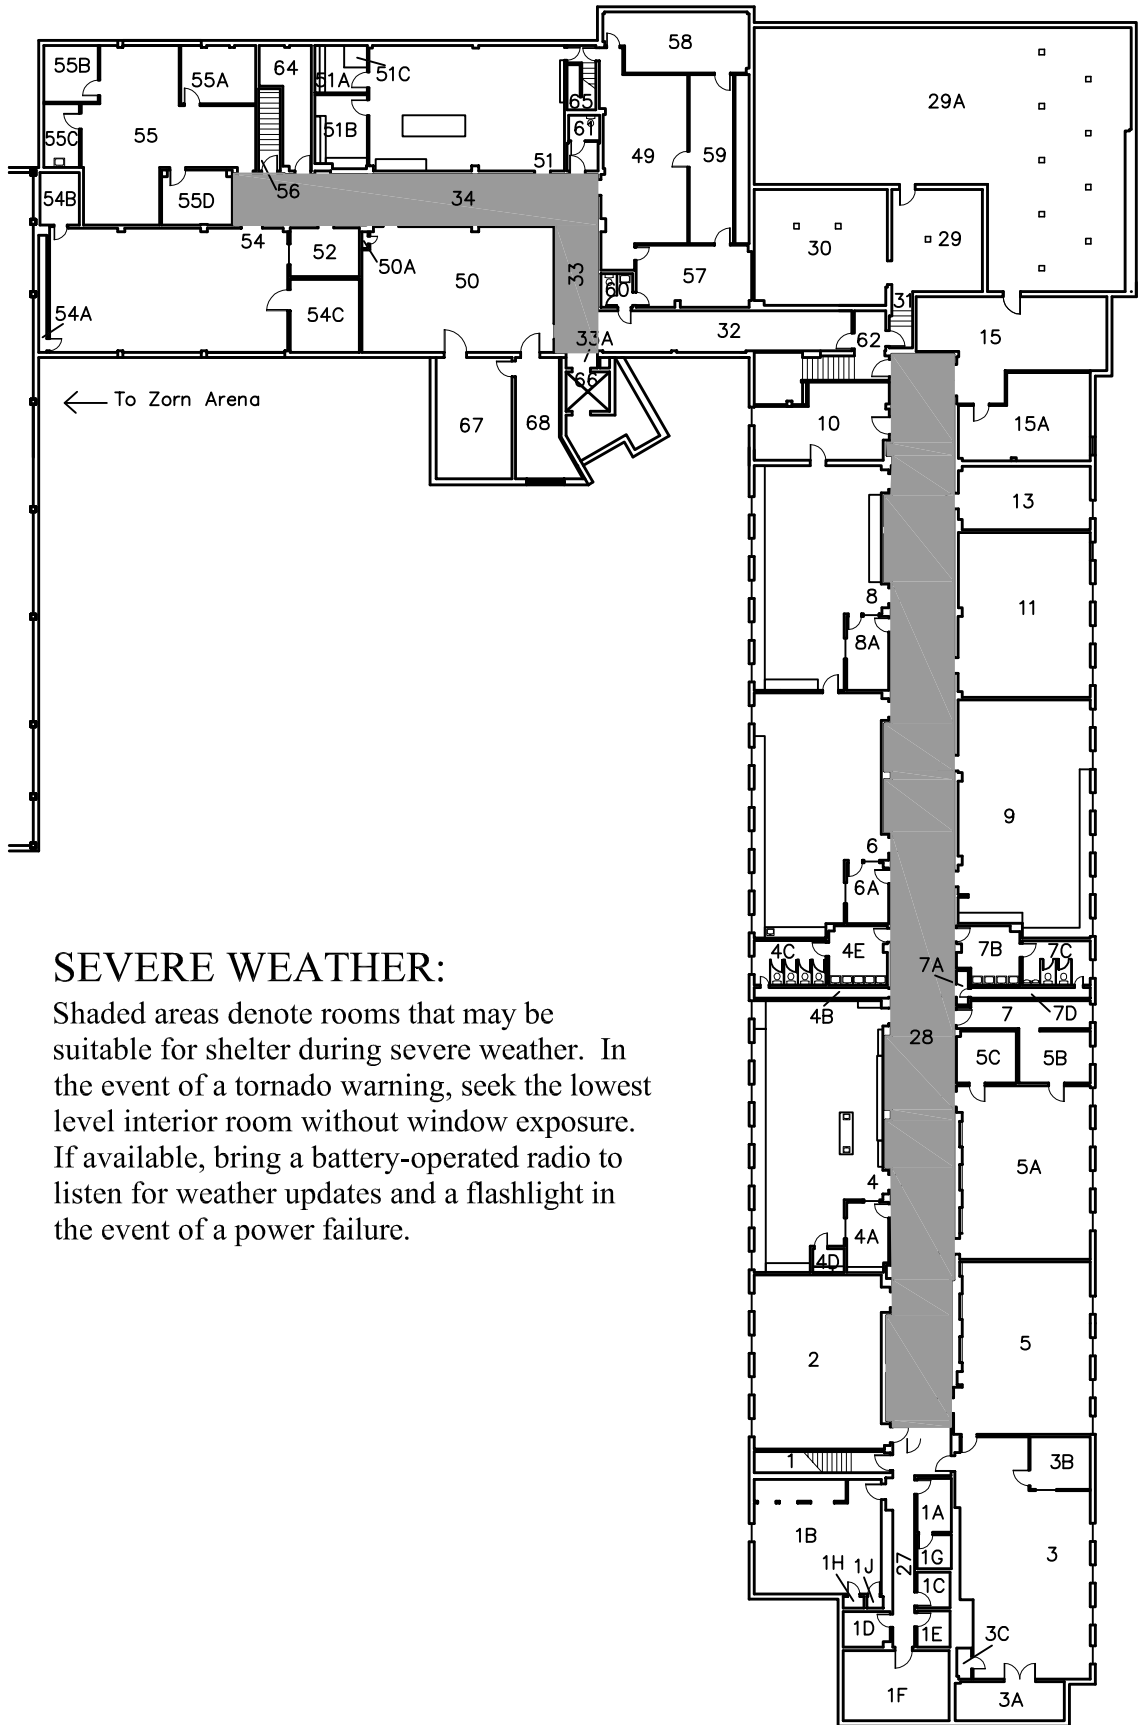 58
55B
55A
64
51A
51C
29A
65
55C
55
51B
61
49
59
51
56
34
54B
55D
54
52
50A
50
33
60
57
30
29
31
54A
54C
33A
32
62
15
66
To Zorn Arena
67
68
10
15A
13
8
11
8A
6
9
6A
4C
4E
7B
7C
7A
4B
7
7D
28
5C
5B
5A
4
4A
4D
2
5
1
3B
1A
1B
1G
3
1H
1J
27
1C
1D
1E
3C
1F
3A
SEVERE WEATHER:
Shaded areas denote rooms that may be
suitable for shelter during severe weather. In
the event of a tornado warning, seek the lowest
level interior room without window exposure.
If available, bring a battery-operated radio to
listen for weather updates and a flashlight in
the event of a power failure.